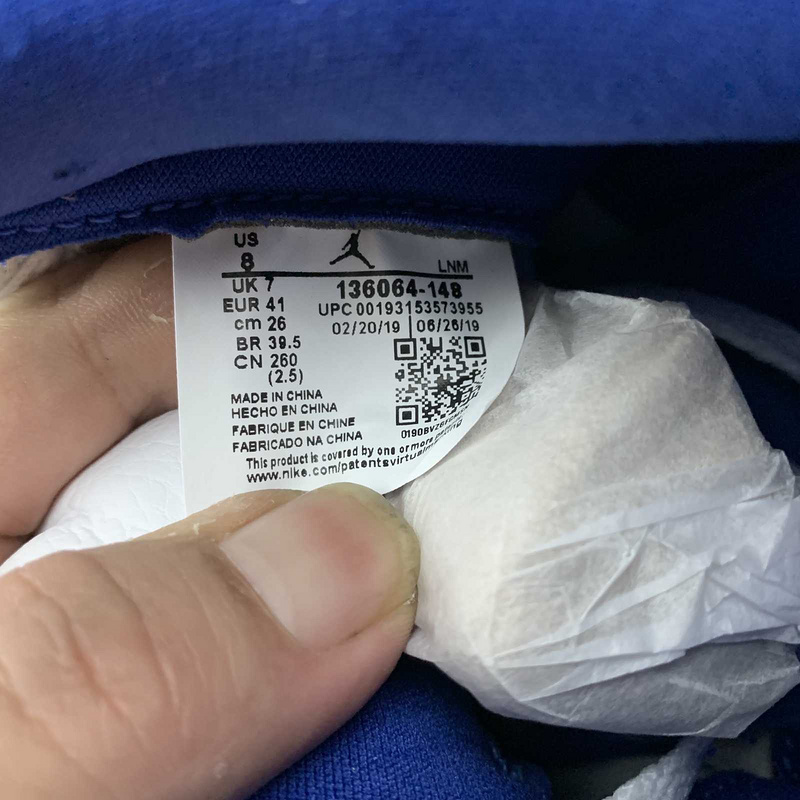 US
8
LNM
UK 7
136064-148
EUR 41
UPC 00193153573955
cm 26
02/20/19 | 06/26/19
BR 39.5
CN 260
(2.5)
MADE IN CHINA
HECHO EN CHINA
FABRIQUE EN CHINE
FABRICADO NA CHINA
This product is covered by one or more
www.nike.com/patentsvirtual